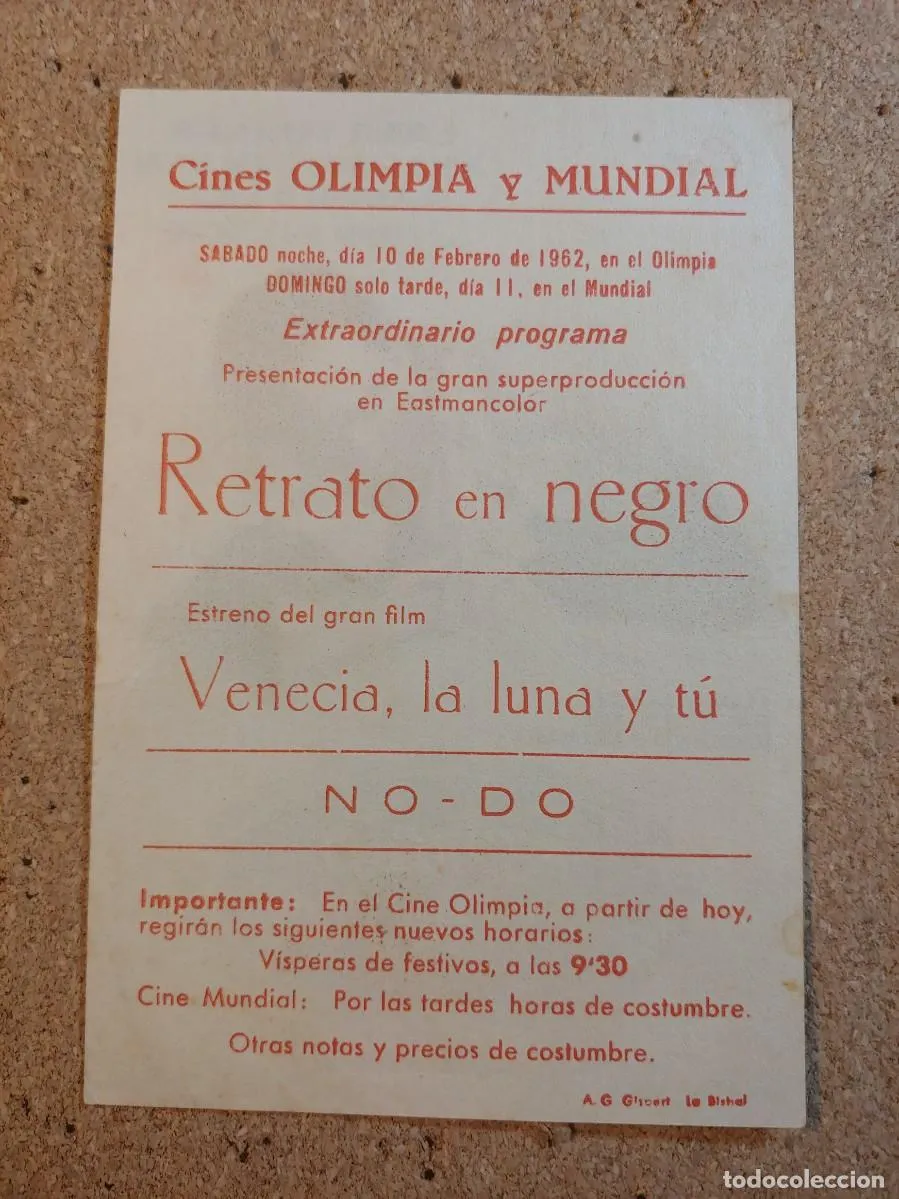 Cines OLIMPIA y MUNDIAL
SABADO noche, día 10 de Febrero de 1962, en el Olimpia
DOMINGO solo tarde, día 11, en el Mundial
Extraordinario programa
Presentación de la gran superproducción
en Eastmancolor
Retrato en negro
Estreno del gran film
Venecia, la luna y tú
NO-DO
Importante: En el Cine Olimpia, a partir de hoy,
regirán los siguientes nuevos horarios:
Vísperas de festivos, a las 9'30
Cine Mundial: Por las tardes horas de costumbre.
Otras notas y precios de costumbre.
A. G
todocoleccion